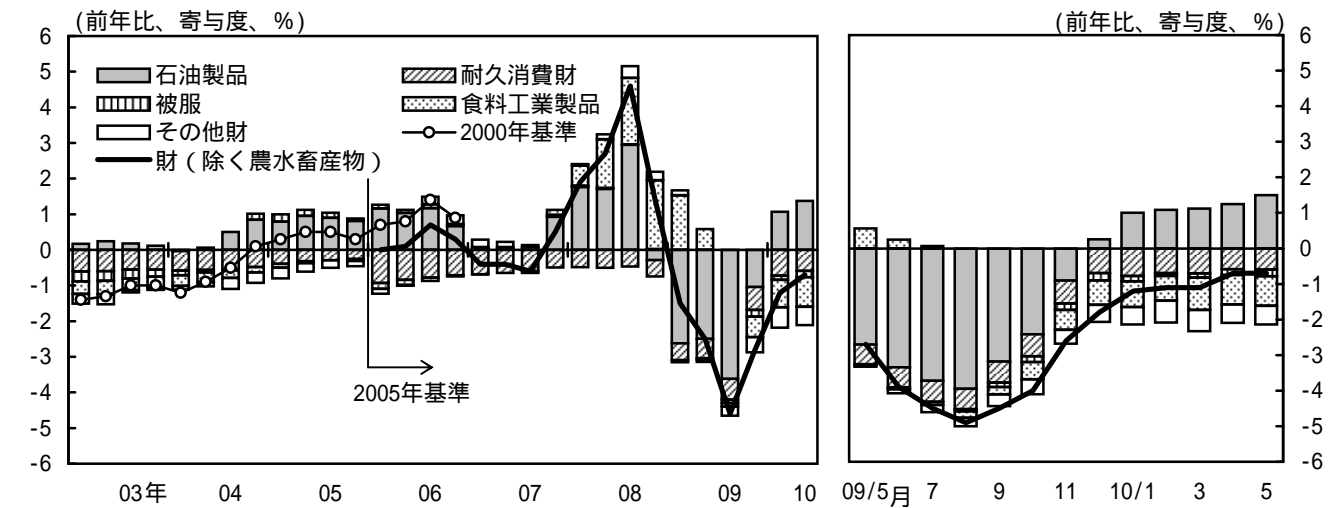 (前年比、寄与度、%)
(前年比、寄与度、%)
6
5
4
3
2
1
0
-1
-2
-3
-4
-5
-6
石油製品
耐久消費財
被服
食料工業製品
その他財
2000年基準
財(除く農水畜産物)
2005年基準
03年 04 05 06 07 08 09 10
6
5
4
3
2
1
0
-1
-2
-3
-4
-5
-6
09/5月 7 9 11 10/1 3 5